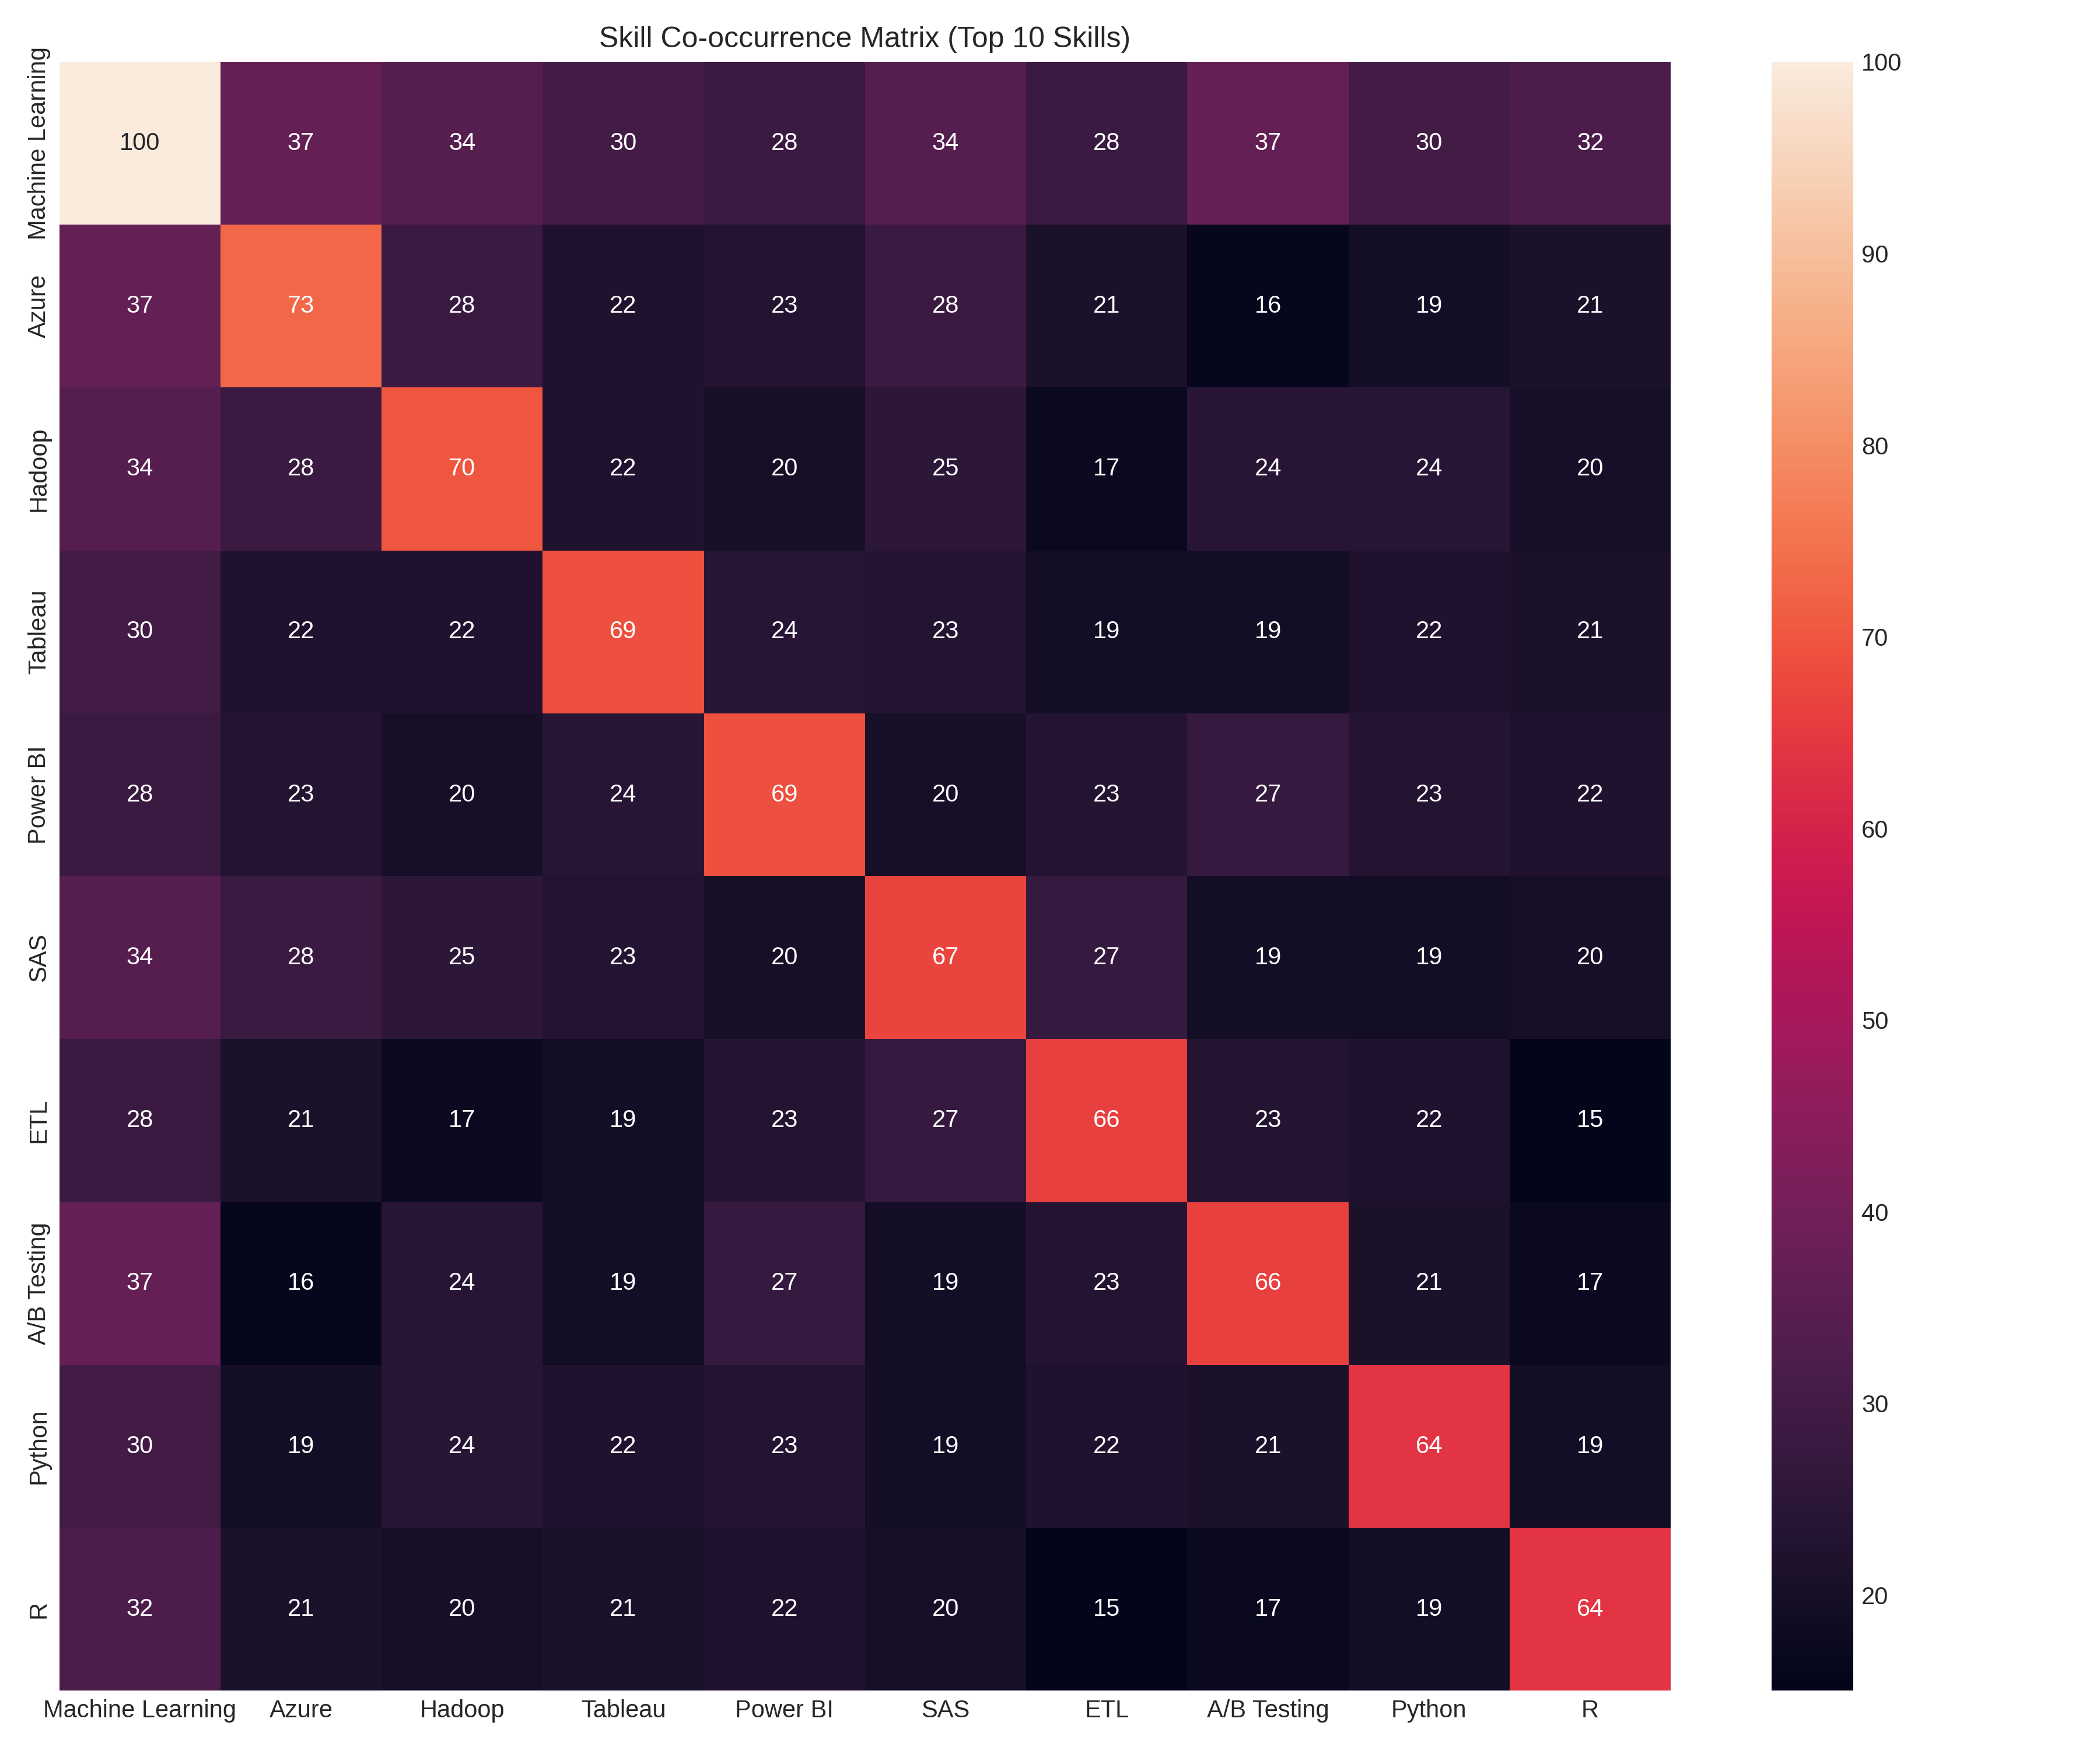 Skill Co-occurrence Matrix (Top 10 Skills)
Machine Learning 100 37 34 30 28 34 28 37 30 32
Azure 37 73 28 22 23 28 21 16 19 21
Hadoop 34 28 70 22 20 25 17 24 24 20
Tableau 30 22 22 69 24 23 19 19 22 21
Power BI 28 23 20 24 69 20 23 27 23 22
SAS 34 28 25 23 20 67 27 19 19 20
ETL 28 21 17 19 23 27 66 23 22 15
A/B Testing 37 16 24 19 27 19 23 66 21 17
Python 30 19 24 22 23 19 22 21 64 19
R 32 21 20 21 22 20 15 17 19 64
Machine Learning Azure Hadoop Tableau Power BI SAS ETL A/B Testing Python R
100
90
80
70
60
50
40
30
20